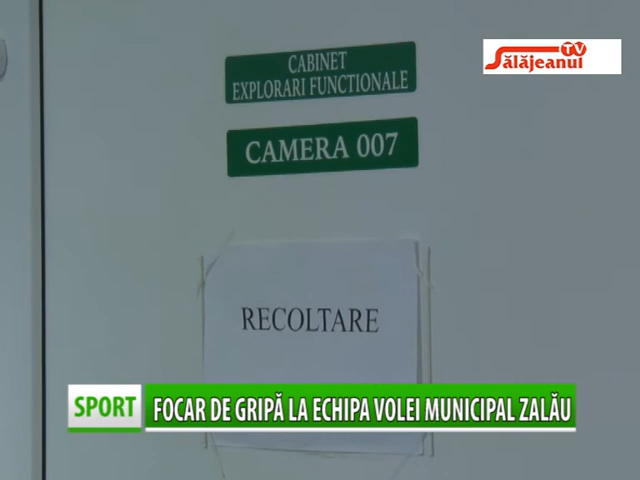 CABINET
EXPLORARI FUNCTIONALE
Sălăjeanul TV
CAMERA 007
RECOLTARE
SPORT
FOCAR DE GRIPĂ LA ECHIPA VOLEI MUNICIPAL ZALĂU